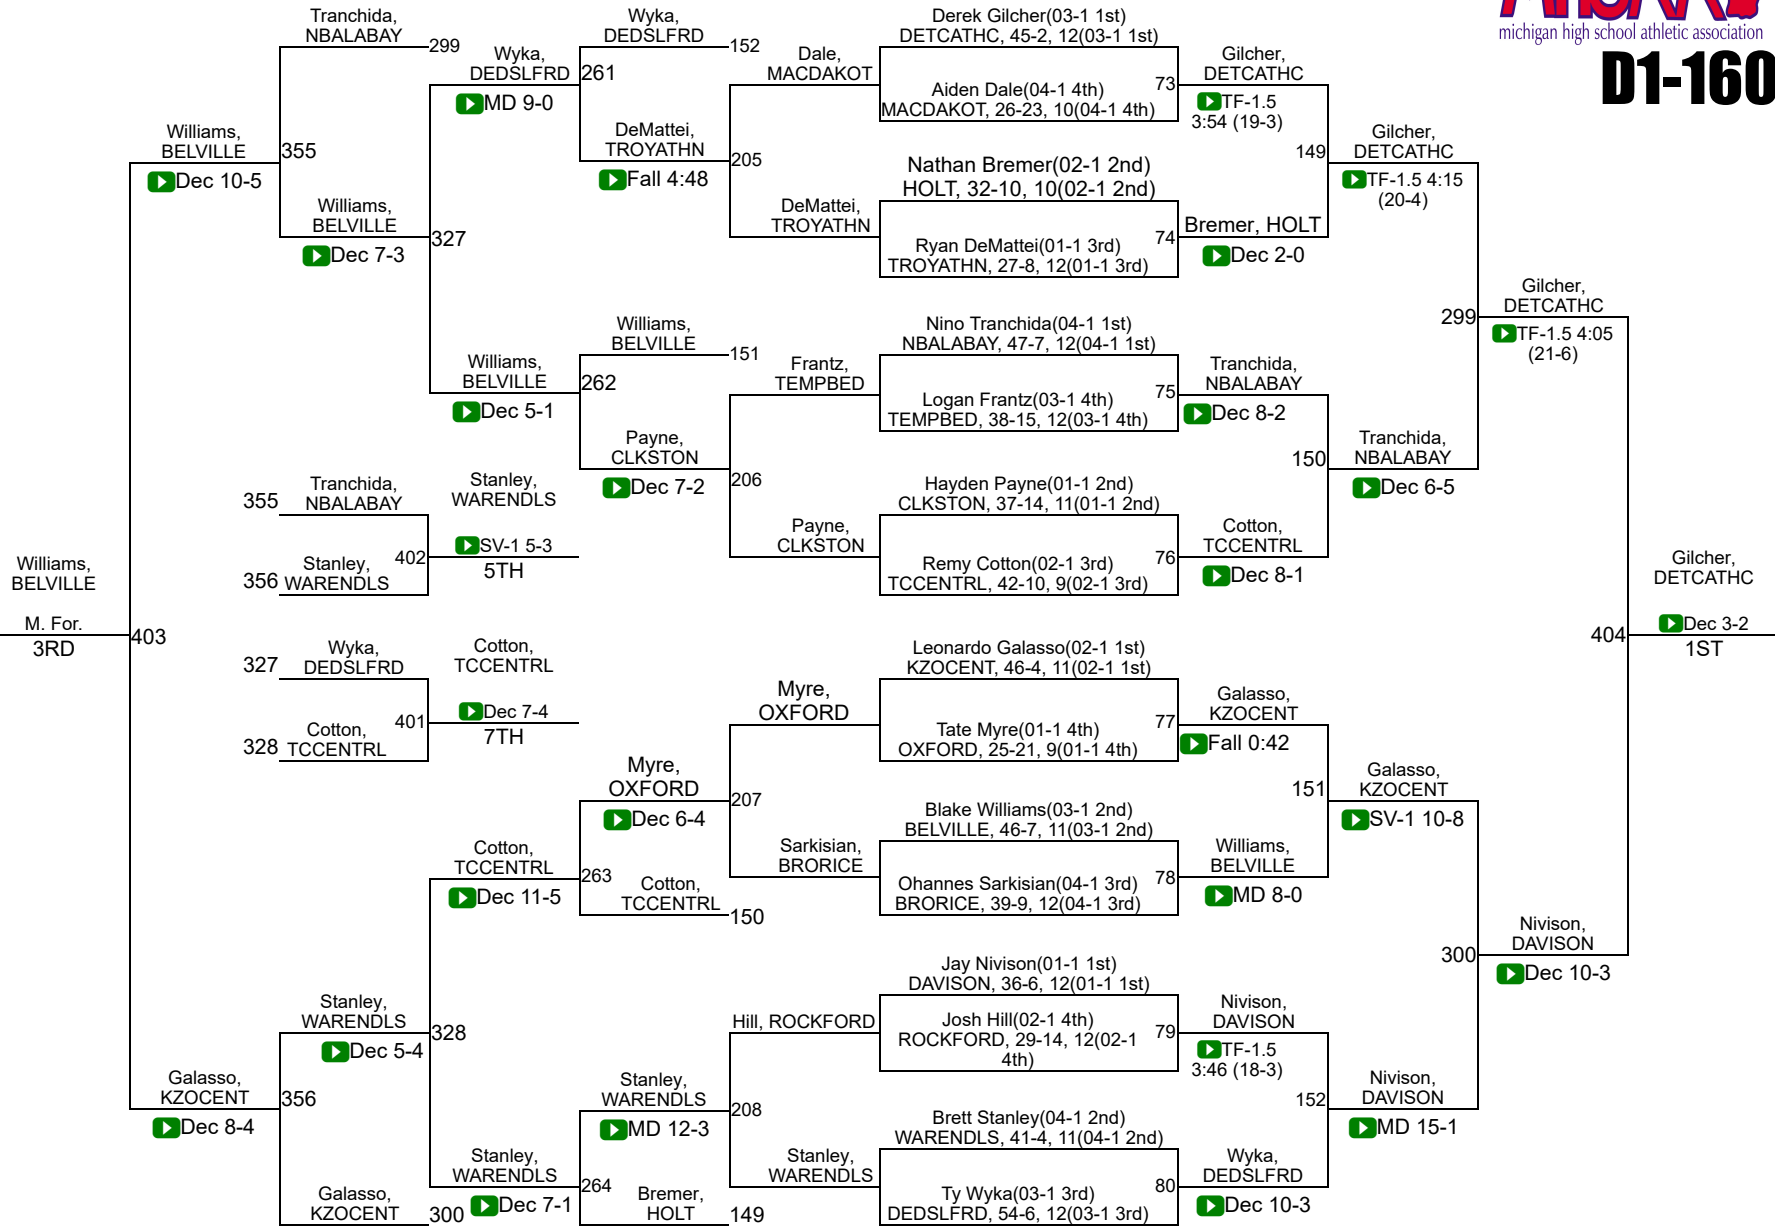 MHSAA
michigan high school athletic association
D1-160
Tranchida,
NBALABAY
299
Williams,
BELVILLE
Dec 10-5
355
Williams,
BELVILLE
Dec 7-3
327
Wyka,
DEDSLFRD
MD 9-0
261
Wyka,
DEDSLFRD
152
DeMattei,
TROYATHN
Fall 4:48
205
Dale,
MACDAKOT
DeMattei,
TROYATHN
Williams,
BELVILLE
Dec 5-1
262
Williams,
BELVILLE
151
Payne,
CLKSTON
Dec 7-2
206
Frantz,
TEMPBED
Payne,
CLKSTON
355
Tranchida,
NBALABAY
356
Stanley,
WARENDLS
402
Stanley,
WARENDLS
SV-1 5-3
5TH
Williams,
BELVILLE
M. For.
3RD
403
327
Wyka,
DEDSLFRD
328
Cotton,
TCCENTRL
401
Cotton,
TCCENTRL
Dec 7-4
7TH
Myre,
OXFORD
Sarkisian,
BRORICE
207
Myre,
OXFORD
Dec 6-4
263
Cotton,
TCCENTRL
150
Cotton,
TCCENTRL
Dec 11-5
328
Stanley,
WARENDLS
Dec 5-4
356
Galasso,
KZOCENT
Dec 8-4
Galasso,
KZOCENT
300
Stanley,
WARENDLS
Dec 7-1
264
Stanley,
WARENDLS
MD 12-3
208
Bremer,
HOLT
149
Hill, ROCKFORD
Stanley,
WARENDLS
Derek Gilcher(03-1 1st)
DETCATHC, 45-2, 12(03-1 1st)
Aiden Dale(04-1 4th)
MACDAKOT, 26-23, 10(04-1 4th)
73
Nathan Bremer(02-1 2nd)
HOLT, 32-10, 10(02-1 2nd)
Ryan DeMattei(01-1 3rd)
TROYATHN, 27-8, 12(01-1 3rd)
74
Nino Tranchida(04-1 1st)
NBALABAY, 47-7, 12(04-1 1st)
Logan Frantz(03-1 4th)
TEMPBED, 38-15, 12(03-1 4th)
75
Hayden Payne(01-1 2nd)
CLKSTON, 37-14, 11(01-1 2nd)
Remy Cotton(02-1 3rd)
TCCENTRL, 42-10, 9(02-1 3rd)
76
Leonardo Galasso(02-1 1st)
KZOCENT, 46-4, 11(02-1 1st)
Tate Myre(01-1 4th)
OXFORD, 25-21, 9(01-1 4th)
77
Blake Williams(03-1 2nd)
BELVILLE, 46-7, 11(03-1 2nd)
Ohannes Sarkisian(04-1 3rd)
BRORICE, 39-9, 12(04-1 3rd)
78
Jay Nivison(01-1 1st)
DAVISON, 36-6, 12(01-1 1st)
Josh Hill(02-1 4th)
ROCKFORD, 29-14, 12(02-1
4th)
79
Brett Stanley(04-1 2nd)
WARENDLS, 41-4, 11(04-1 2nd)
Ty Wyka(03-1 3rd)
DEDSLFRD, 54-6, 12(03-1 3rd)
80
Gilcher,
DETCATHC
TF-1.5
3:54 (19-3)
149
Bremer, HOLT
Dec 2-0
Gilcher,
DETCATHC
TF-1.5 4:15
(20-4)
Tranchida,
NBALABAY
Dec 8-2
150
Cotton,
TCCENTRL
Dec 8-1
Tranchida,
NBALABAY
Dec 6-5
299
Gilcher,
DETCATHC
TF-1.5 4:05
(21-6)
Galasso,
KZOCENT
Fall 0:42
151
Williams,
BELVILLE
MD 8-0
Galasso,
KZOCENT
SV-1 10-8
Nivison,
DAVISON
TF-1.5
3:46 (18-3)
152
Wyka,
DEDSLFRD
Dec 10-3
Nivison,
DAVISON
MD 15-1
300
Nivison,
DAVISON
Dec 10-3
404
Gilcher,
DETCATHC
Dec 3-2
1ST